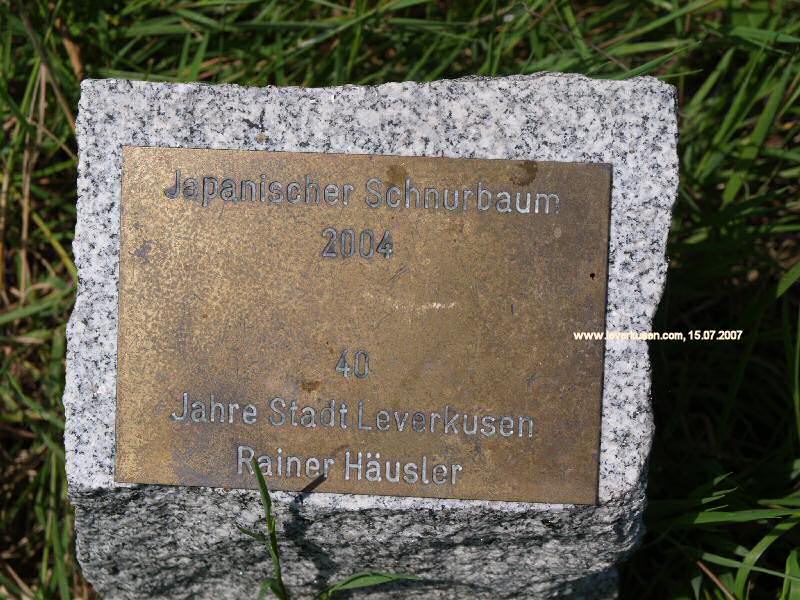 Japanischer Schnurbaum
2004
40
Jahre Stadt Leverkusen
Rainer Häusler
www.leverkusen.com, 15.07.2007